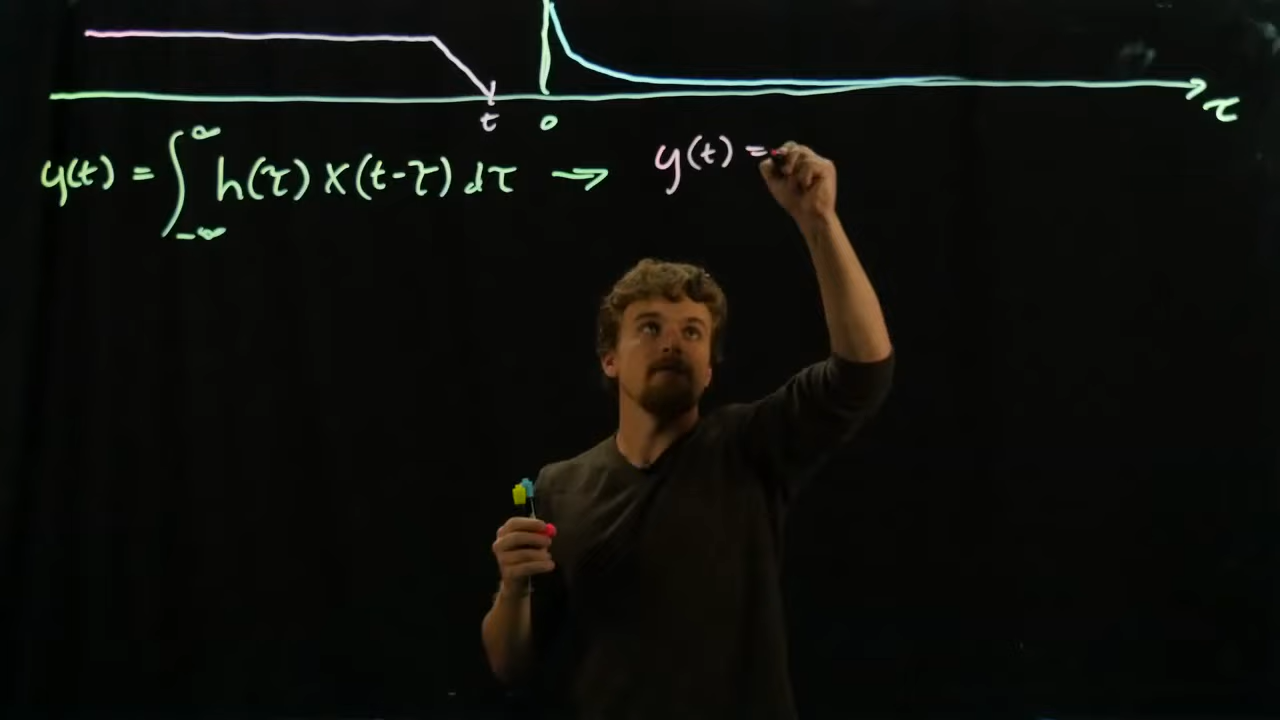 t 0 τ
y(t) = ∫_{-∞}^{∞} h(τ) x(t-τ) dτ → y(t) =